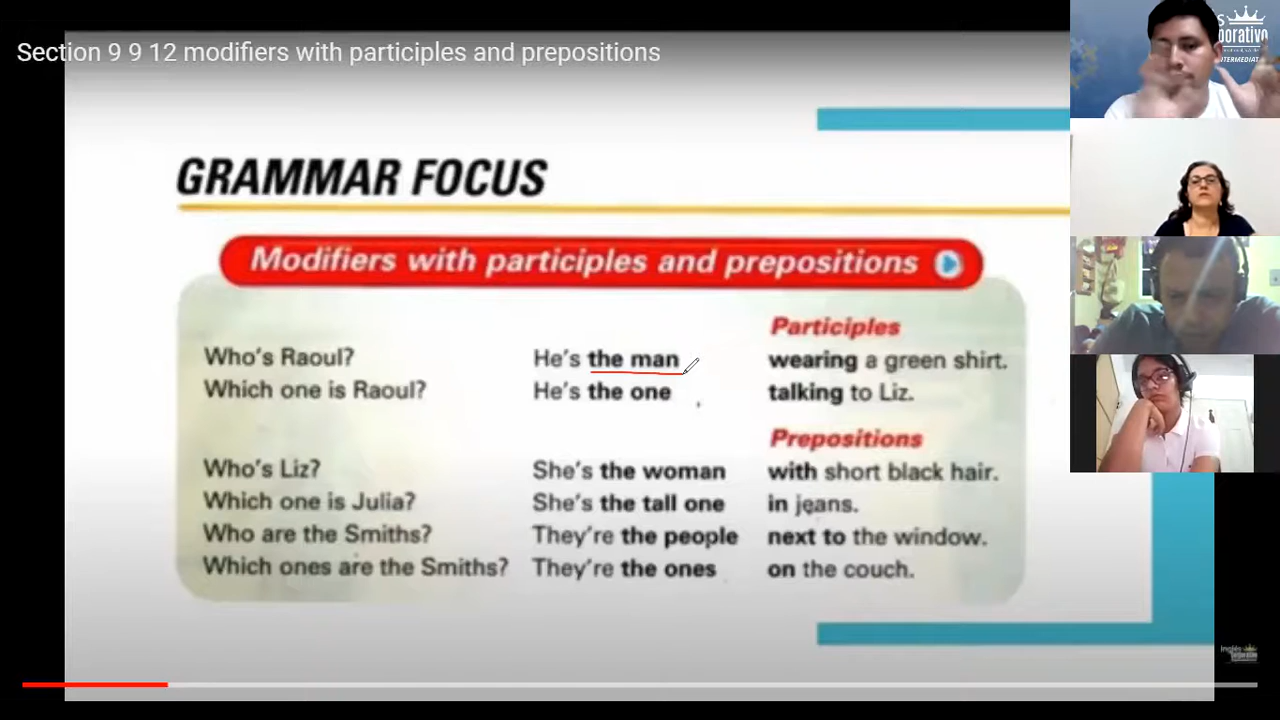 Section 9 9 12 modifiers with participles and prepositions
GRAMMAR FOCUS
Modifiers with participles and prepositions
Participles
Who's Raoul? He's the man wearing a green shirt.
Which one is Raoul? He's the one talking to Liz.
Prepositions
Who's Liz? She's the woman with short black hair.
Which one is Julia? She's the tall one in jeans.
Who are the Smiths? They're the people next to the window.
Which ones are the Smiths? They're the ones on the couch.